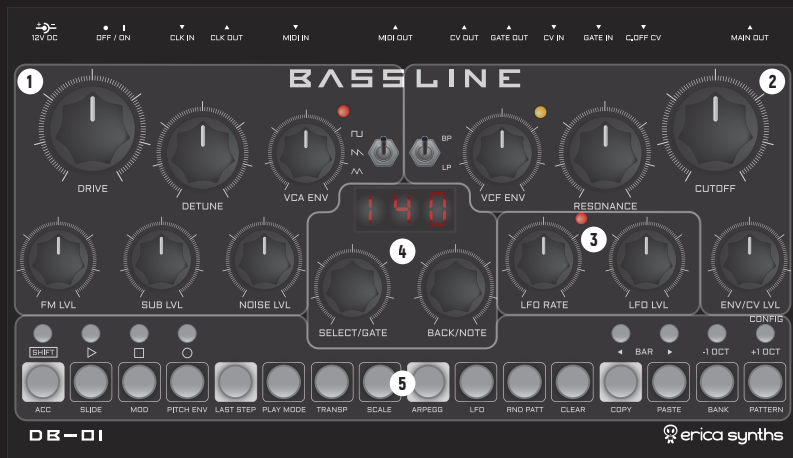 12V DC OFF / ON CLK IN CLK OUT MIDI IN MIDI OUT CV OUT GATE OUT CV IN GATE IN C_OFF CV MAIN OUT
BASSLINE
1
2
BP
LP
DRIVE DETUNE VCA ENV VCF ENV RESONANCE CUTOFF
140
3
4
FM LVL SUB LVL NOISE LVL LFO RATE LFO LVL ENV/CV LVL
SELECT/GATE BACK/NOTE
CONFIG
SHIFT BAR -1 OCT +1 OCT
5
ACC SLIDE MOD PITCH ENV LAST STEP PLAY MODE TRANSP SCALE ARPEGG LFO RND PATT CLEAR COPY PASTE BANK PATTERN
DB-01 erica synths